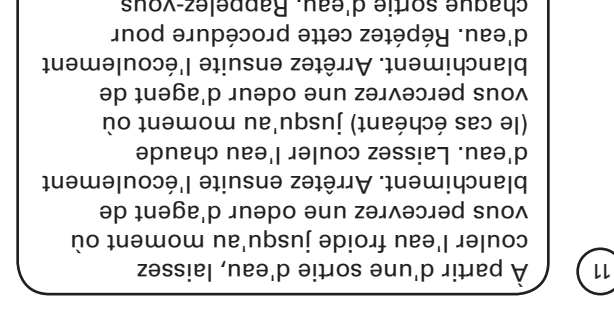 11
À partir d'une sortie d'eau, laissez
couler l'eau froide jusqu'au moment où
vous percevrez une odeur d'agent de
blanchiment. Arrêtez ensuite l'écoulement
d'eau. Laissez couler l'eau chaude
(le cas échéant) jusqu'au moment où
vous percevrez une odeur d'agent de
blanchiment. Arrêtez ensuite l'écoulement
d'eau. Répétez cette procédure pour
chaque sortie d'eau. Rappelez-vous